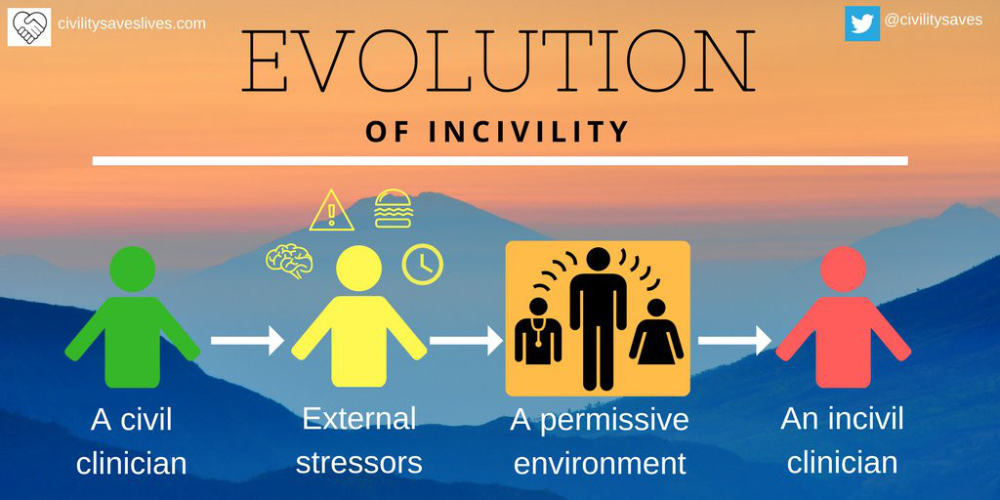 civilitysaveslives.com
@civilitysaves
EVOLUTION
OF INCIVILITY
A civil
clinician
External
stressors
A permissive
environment
An incivil
clinician